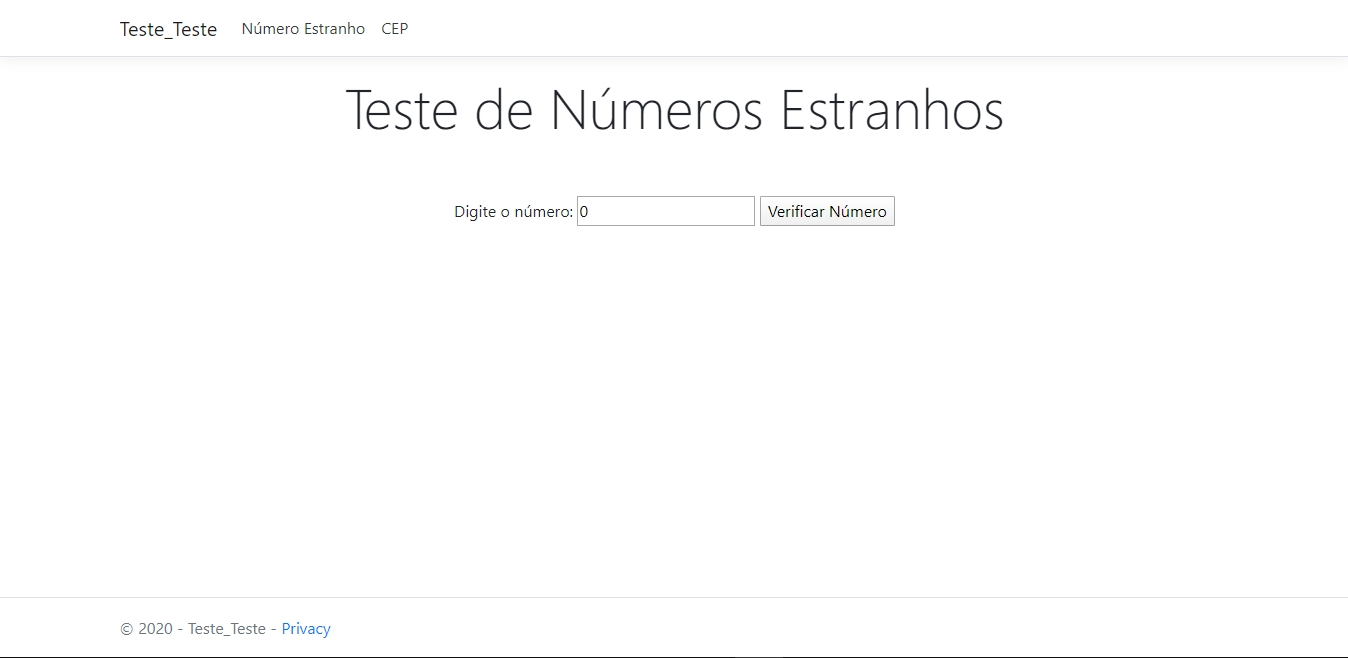 Teste_Teste Número Estranho CEP
Teste de Números Estranhos
Digite o número: 0 Verificar Número
© 2020 - Teste_Teste - Privacy